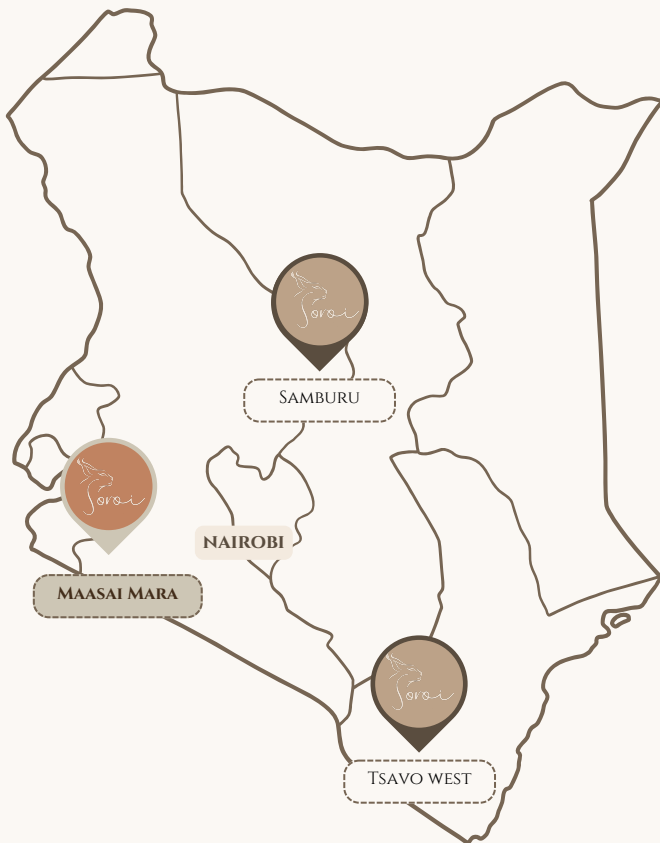 Soroi
SAMBURU
Soroi
NAIROBI
MAASAI MARA
Soroi
TSAVO WEST